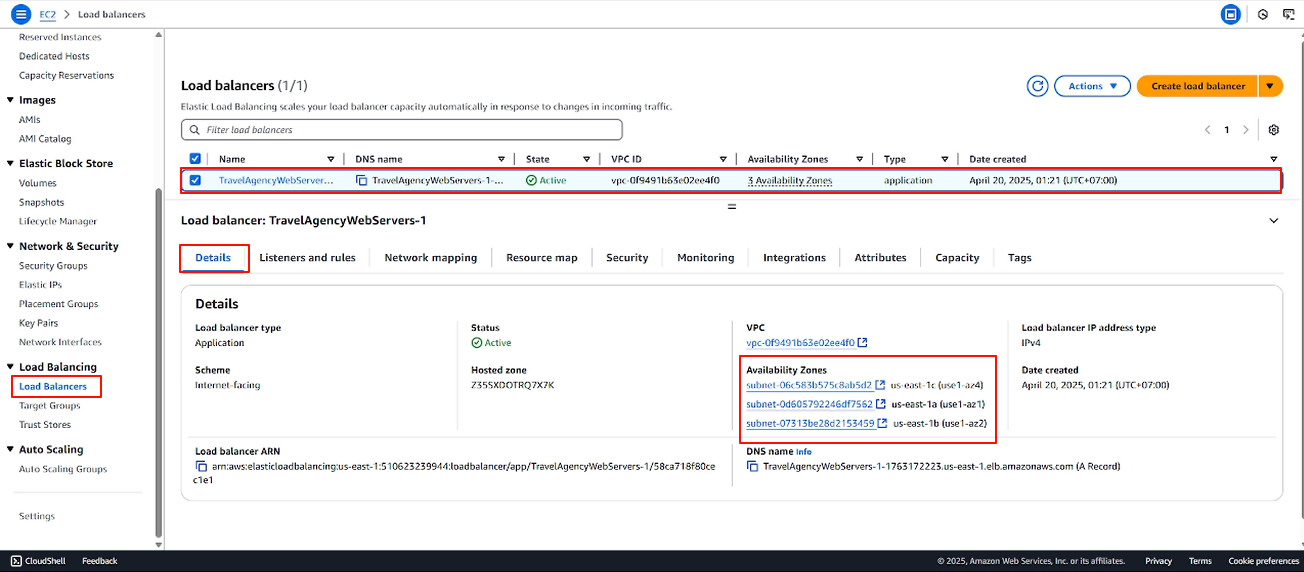 EC2 > Load balancers
Reserved Instances
Dedicated Hosts
Capacity Reservations
Images
AMIs
AMI Catalog
Elastic Block Store
Volumes
Snapshots
Lifecycle Manager
Network & Security
Security Groups
Elastic IPs
Placement Groups
Key Pairs
Network Interfaces
Load Balancing
Load Balancers
Target Groups
Trust Stores
Auto Scaling
Auto Scaling Groups
Settings
Load balancers (1/1)
Actions
Create load balancer
Elastic Load Balancing scales your load balancer capacity automatically in response to changes in incoming traffic.
Filter load balancers
1
Name DNS name State VPC ID Availability Zones Type Date created
TravelAgencyWebServer... TravelAgencyWebServers-1-... Active vpc-0f9491b63e02ee4f0 3 Availability Zones application April 20, 2025, 01:21 (UTC+07:00)
Load balancer: TravelAgencyWebServers-1
Details Listeners and rules Network mapping Resource map Security Monitoring Integrations Attributes Capacity Tags
Details
Load balancer type
Application
Status
Active
VPC
vpc-0f9491b63e02ee4f0
Load balancer IP address type
IPv4
Scheme
Internet-facing
Hosted zone
Z35SXDOTRQ7X7K
Availability Zones
subnet-06c583b575c8ab5d2 us-east-1c (use1-az4)
subnet-0d605792246df7562 us-east-1a (use1-az1)
subnet-07313be28d2153459 us-east-1b (use1-az2)
Date created
April 20, 2025, 01:21 (UTC+07:00)
Load balancer ARN
arn:aws:elasticloadbalancing:us-east-1:510623239944:loadbalancer/app/TravelAgencyWebServers-1/58ca718f80ce
c1e1
DNS name Info
TravelAgencyWebServers-1-1763172223.us-east-1.elb.amazonaws.com (A Record)
CloudShell Feedback © 2025, Amazon Web Services, Inc. or its affiliates. Privacy Terms Cookie preferences